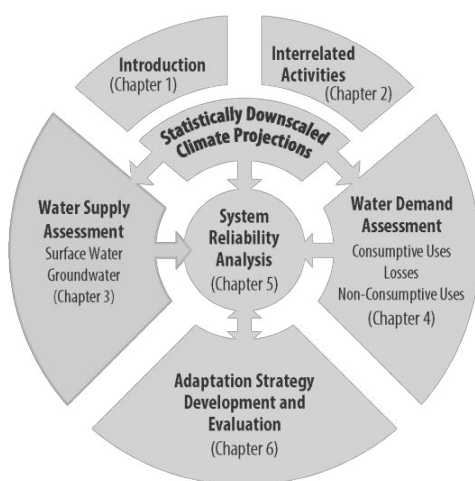 Introduction
(Chapter 1)
Interrelated
Activities
(Chapter 2)
Statistically Downscaled
Climate Projections
Water Supply
Assessment
Surface Water
Groundwater
(Chapter 3)
System
Reliability
Analysis
(Chapter 5)
Water Demand
Assessment
Consumptive Uses
Losses
Non-Consumptive Uses
(Chapter 4)
Adaptation Strategy
Development and
Evaluation
(Chapter 6)